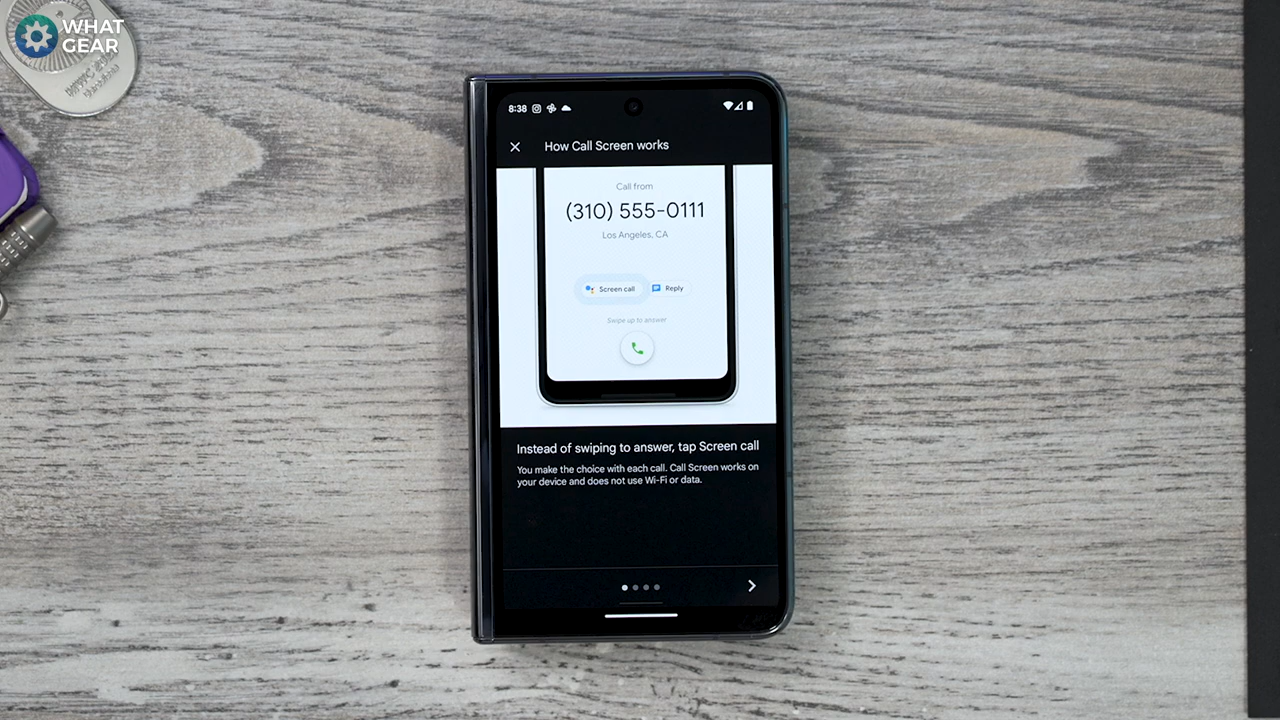 WHAT
GEAR
8:38
How Call Screen works
Call from
(310) 555-0111
Los Angeles, CA
Screen call
Reply
Swipe up to answer
Instead of swiping to answer, tap Screen call
You make the choice with each call. Call Screen works on
your device and does not use Wi-Fi or data.